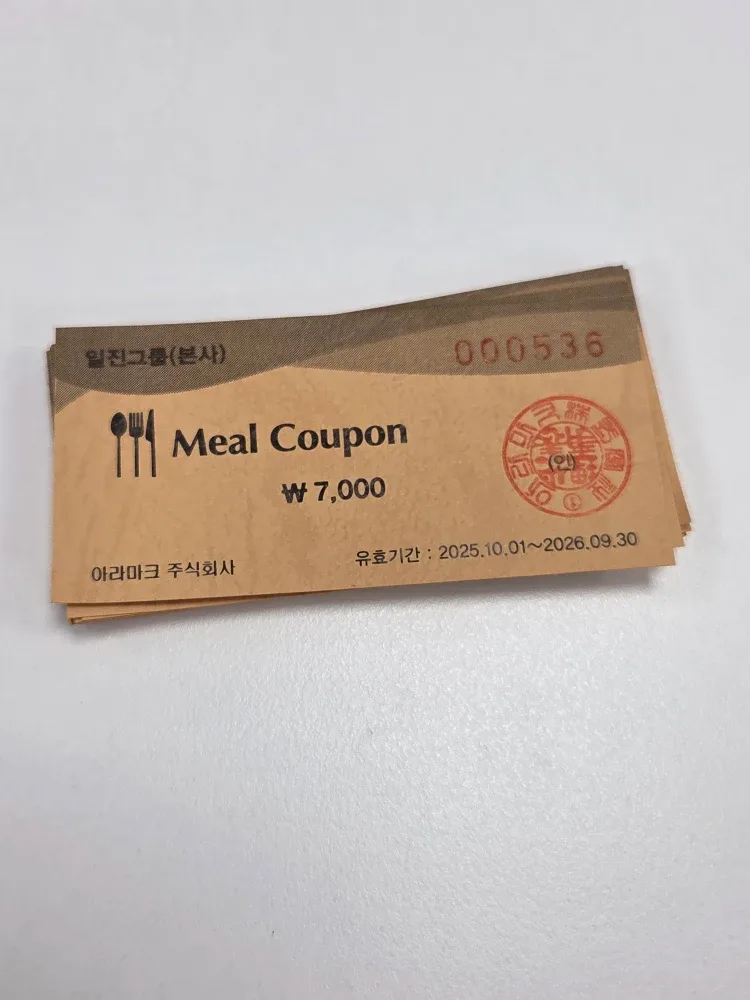 일진그룹(본사)
000536
Meal Coupon
₩ 7,000
(인)
아라마크 주식회사
유효기간 : 2025.10.01~2026.09.30